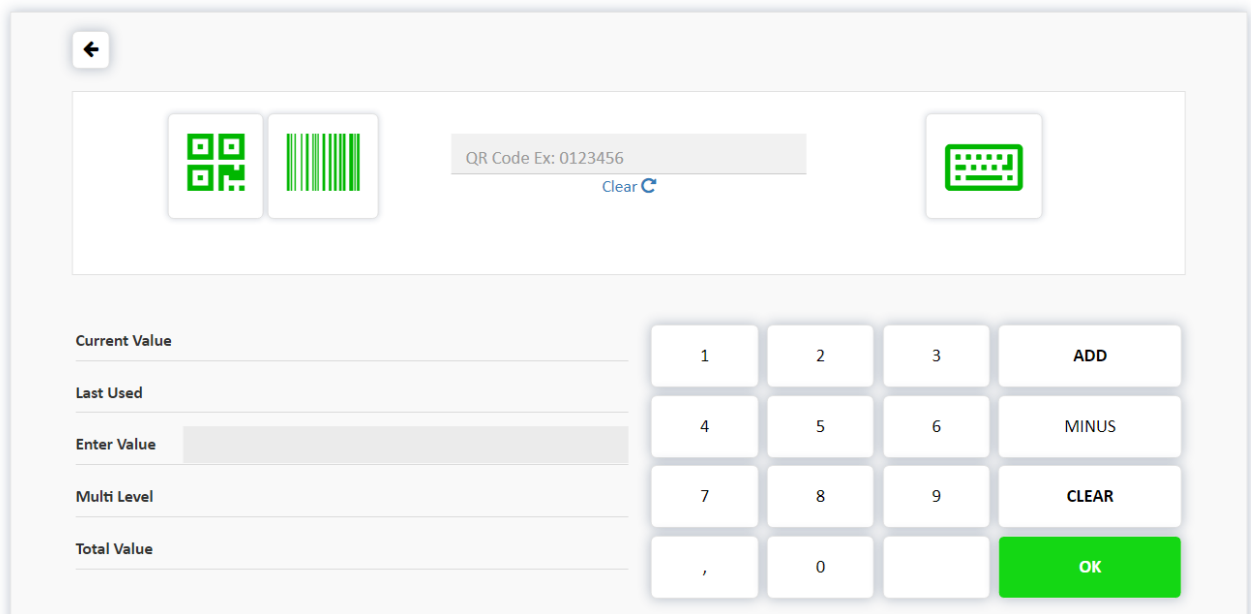 QR Code Ex: 0123456
Clear
Current Value
Last Used
Enter Value
Multi Level
Total Value
1 2 3 ADD
4 5 6 MINUS
7 8 9 CLEAR
, 0 OK